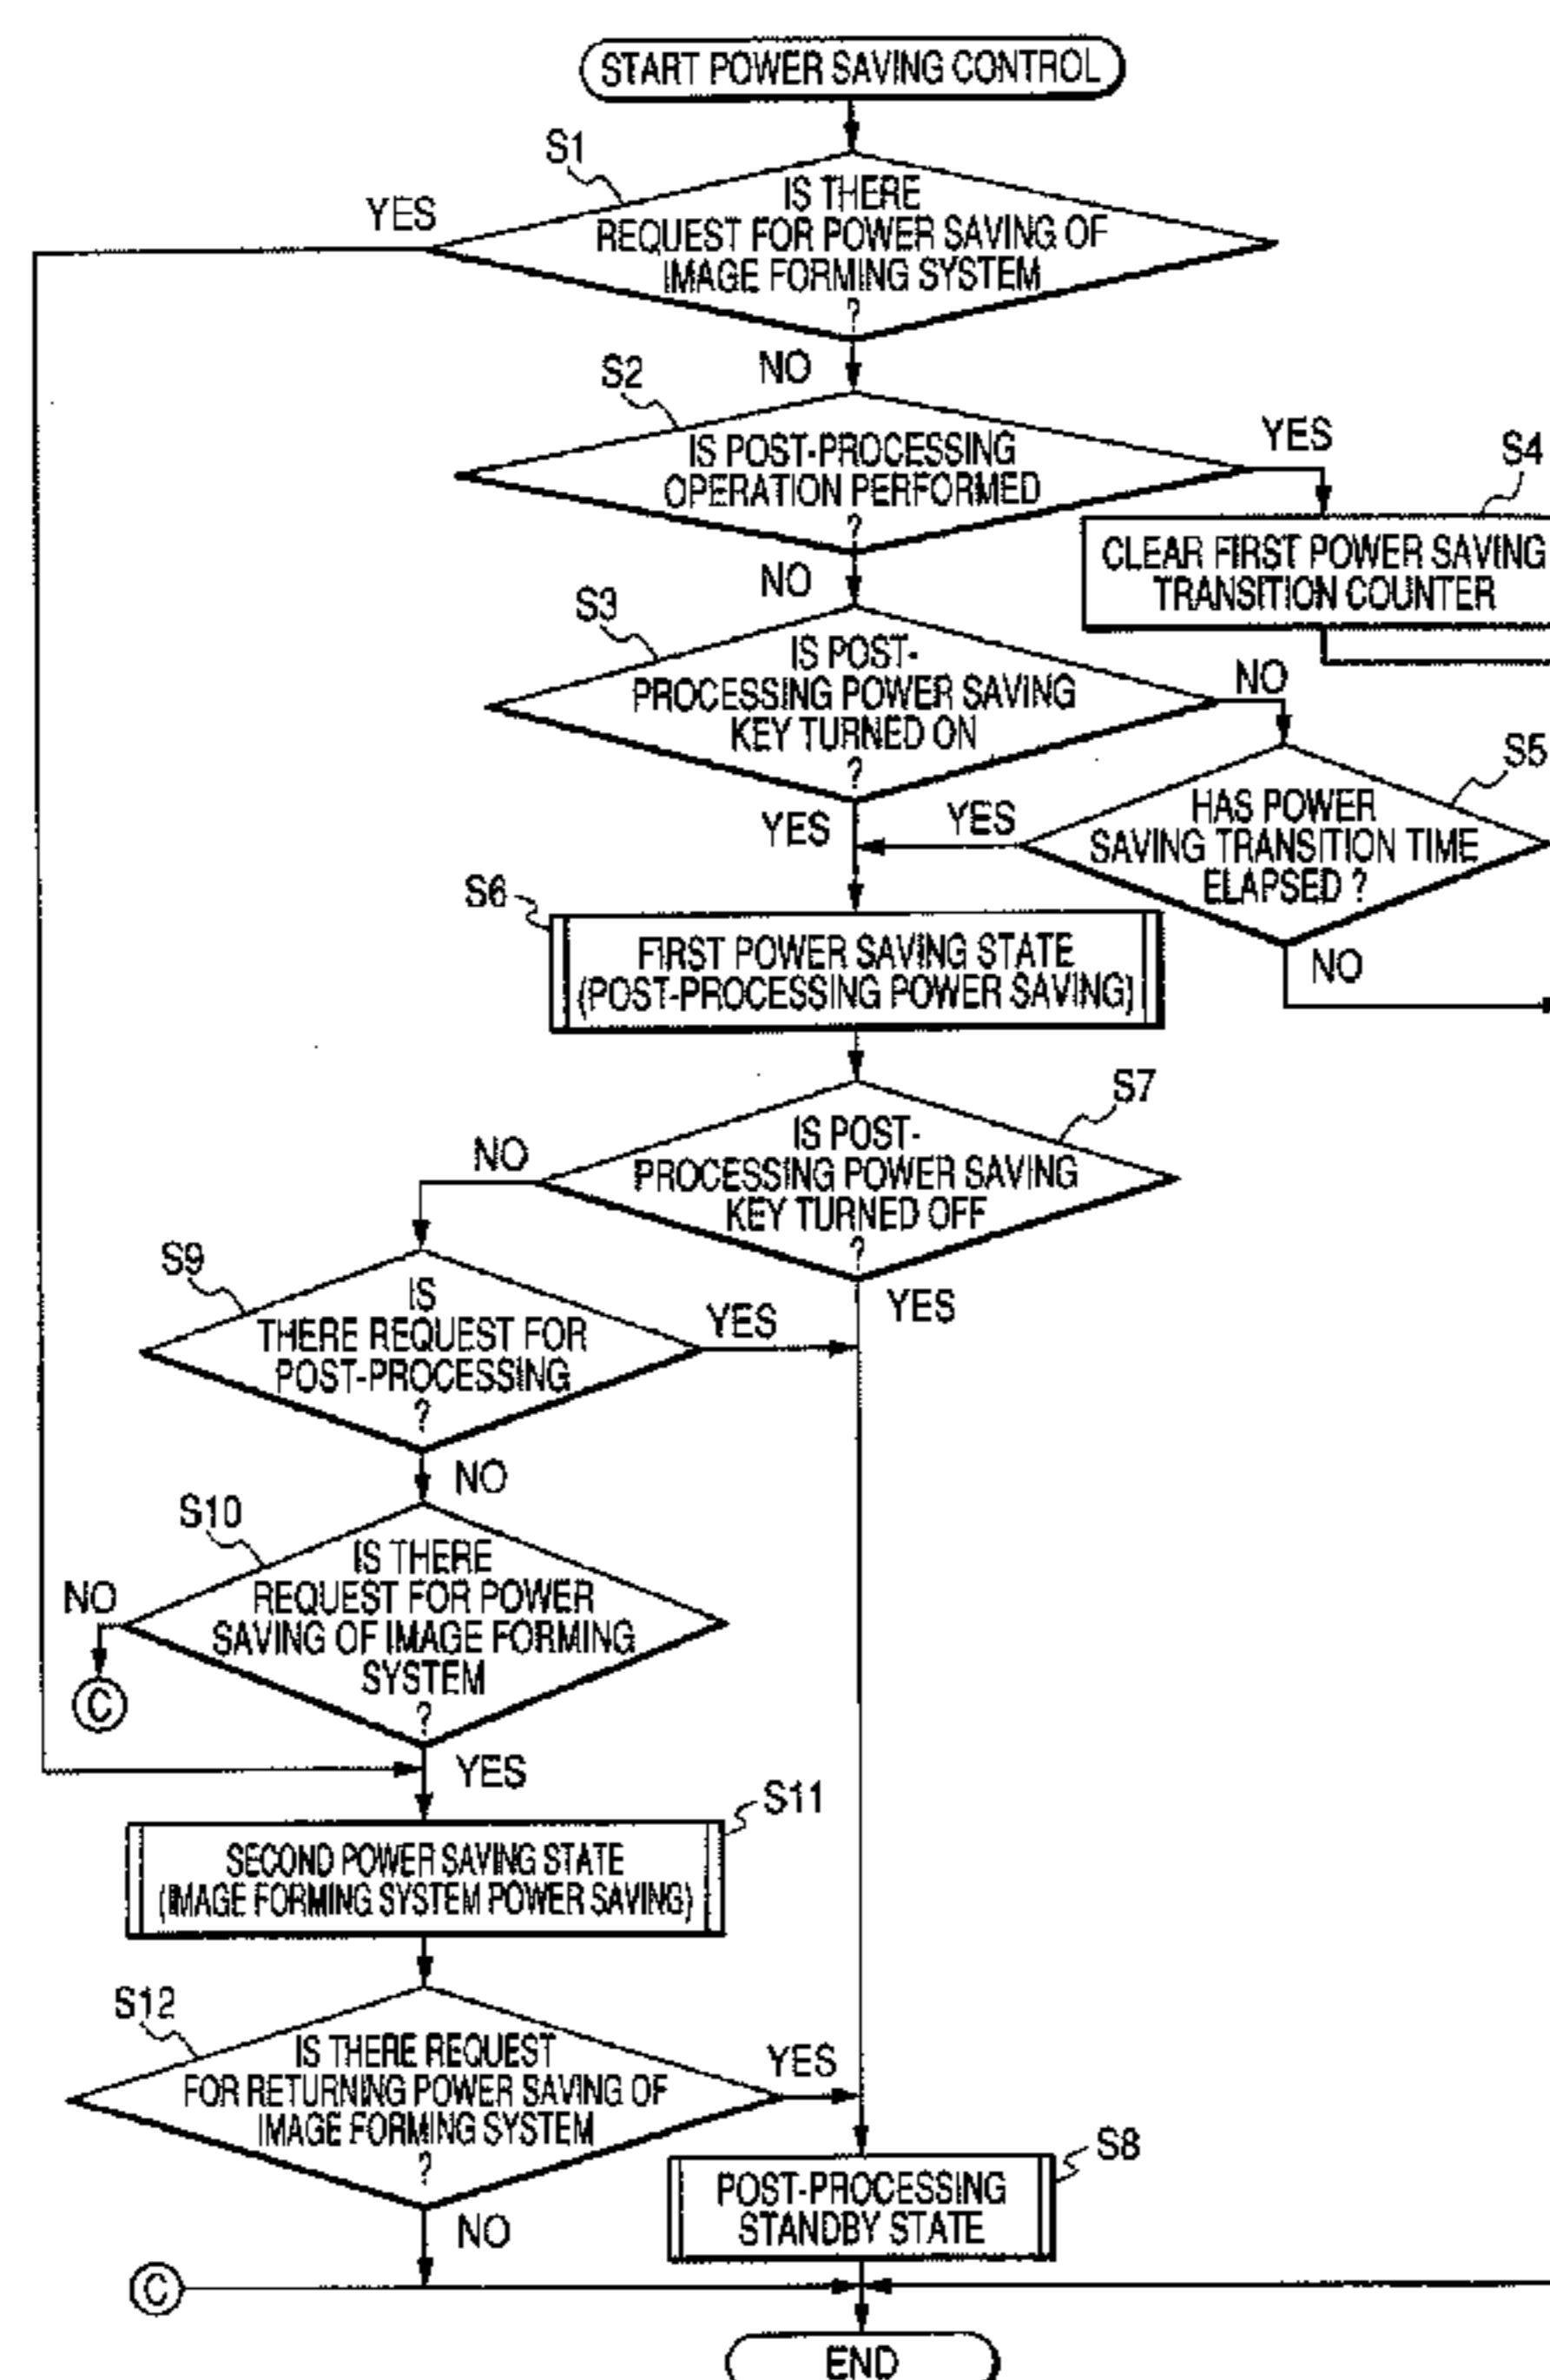 START POWER SAVING CONTROL
S1
YES
IS THERE
REQUEST FOR POWER SAVING OF
IMAGE FORMING SYSTEM
?
NO
S2
IS POST-PROCESSING
OPERATION PERFORMED
?
YES
S4
CLEAR FIRST POWER SAVING
TRANSITION COUNTER
NO
S3
IS POST-
PROCESSING POWER SAVING
KEY TURNED ON
?
NO
S5
HAS POWER
SAVING TRANSITION TIME
ELAPSED ?
YES
YES
NO
S6
FIRST POWER SAVING STATE
(POST-PROCESSING POWER SAVING)
S7
IS POST-
PROCESSING POWER SAVING
KEY TURNED OFF
?
NO
YES
S9
IS
THERE REQUEST FOR
POST-PROCESSING
?
YES
NO
S10
IS THERE
REQUEST FOR POWER
SAVING OF IMAGE FORMING
SYSTEM
?
NO
C
YES
S11
SECOND POWER SAVING STATE
(IMAGE FORMING SYSTEM POWER SAVING)
S12
IS THERE REQUEST
FOR RETURNING POWER SAVING OF
IMAGE FORMING SYSTEM
?
YES
NO
S8
POST-PROCESSING
STANDBY STATE
C
END